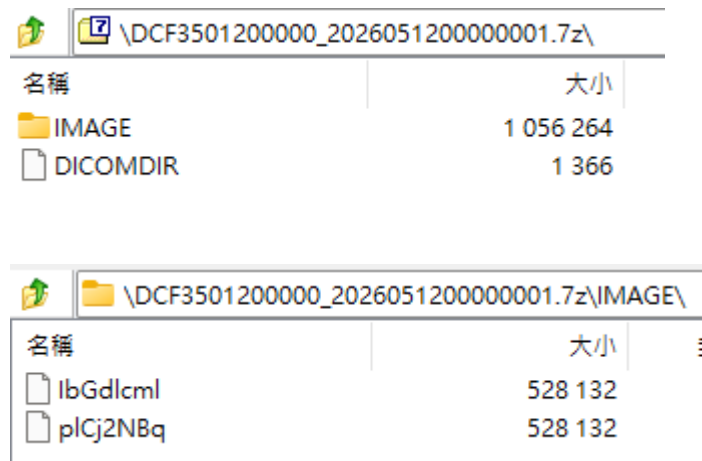 \DCF3501200000_2026051200000001.7z\
名稱 大小
IMAGE 1 056 264
DICOMDIR 1 366
\DCF3501200000_2026051200000001.7z\IMAGE\
名稱 大小
IbGdlcml 528 132
plCj2NBq 528 132